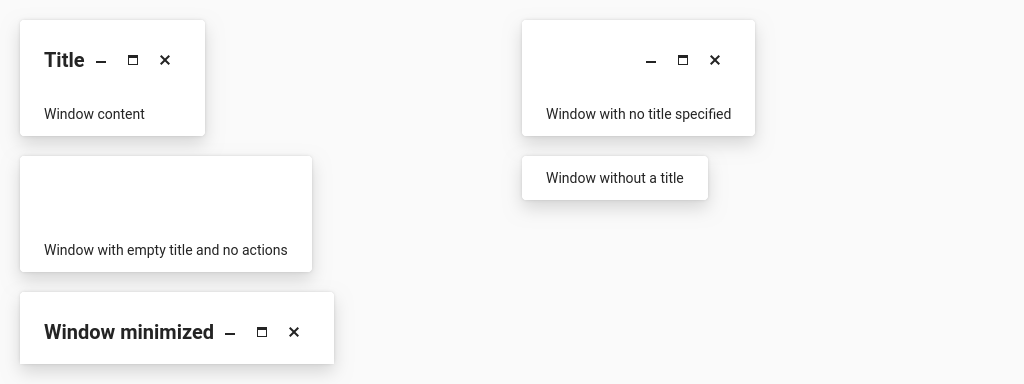 Title
Window content
Window with no title specified
Window with empty title and no actions
Window without a title
Window minimized